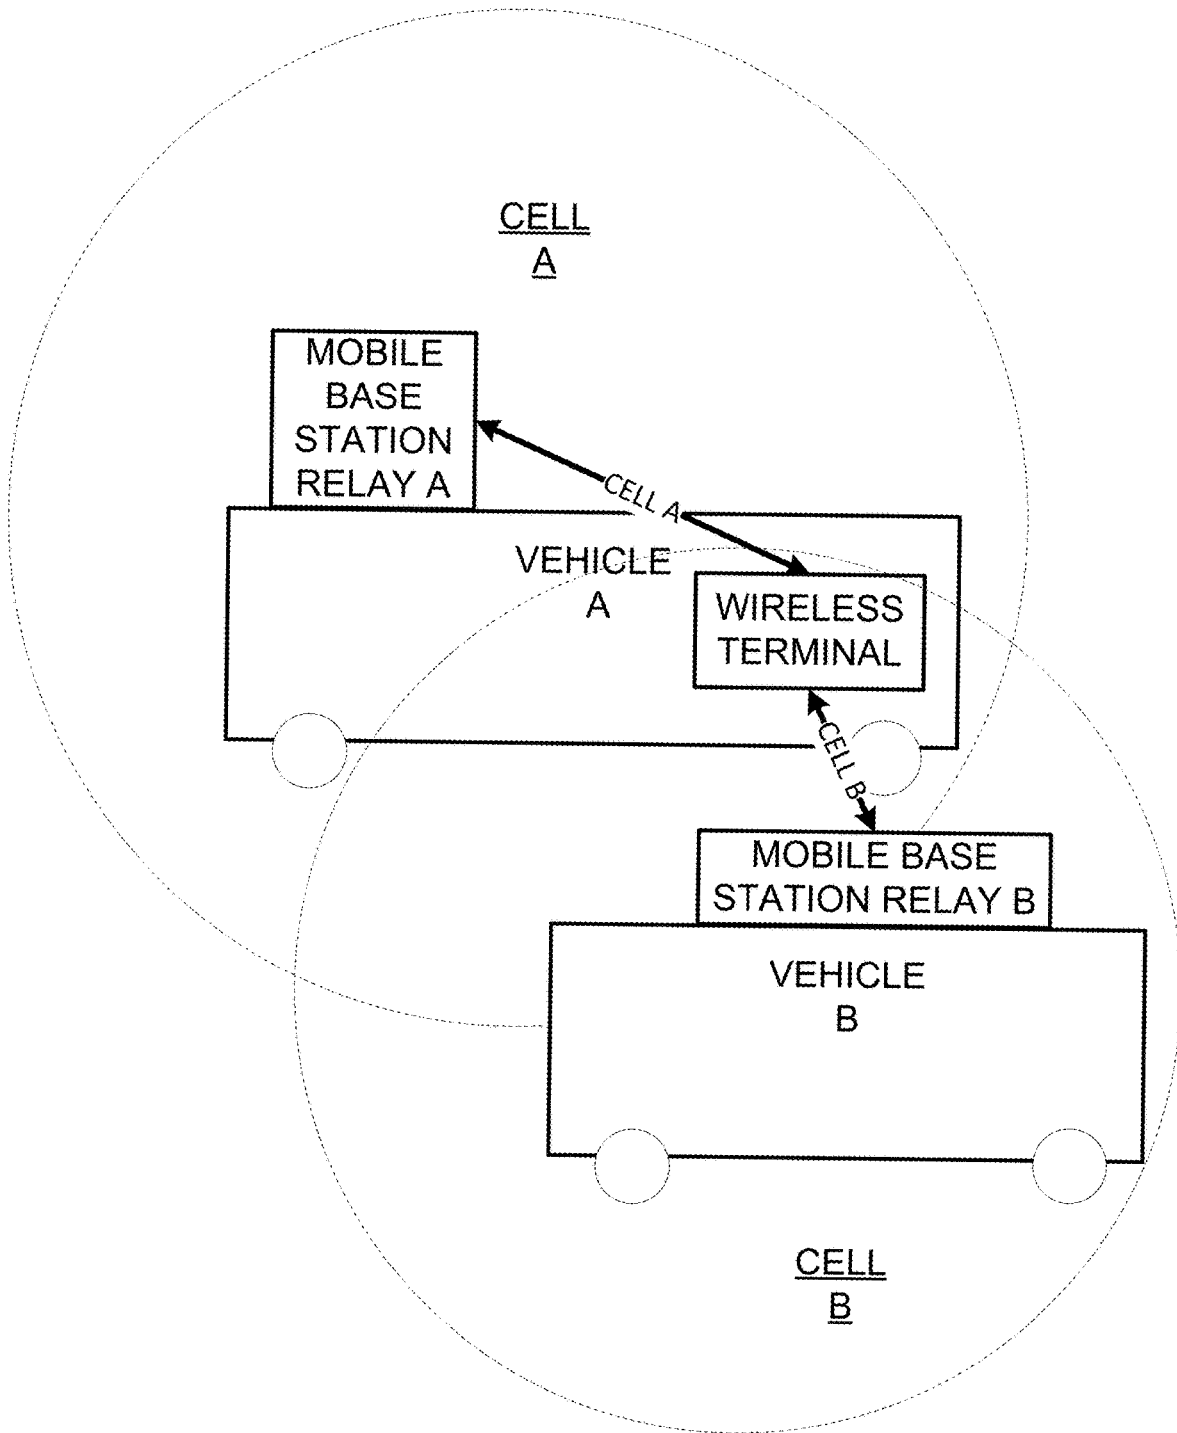 CELL
A
MOBILE
BASE
STATION
RELAY A
CELL A
VEHICLE
A
WIRELESS
TERMINAL
CELL B
MOBILE BASE
STATION RELAY B
VEHICLE
B
CELL
B